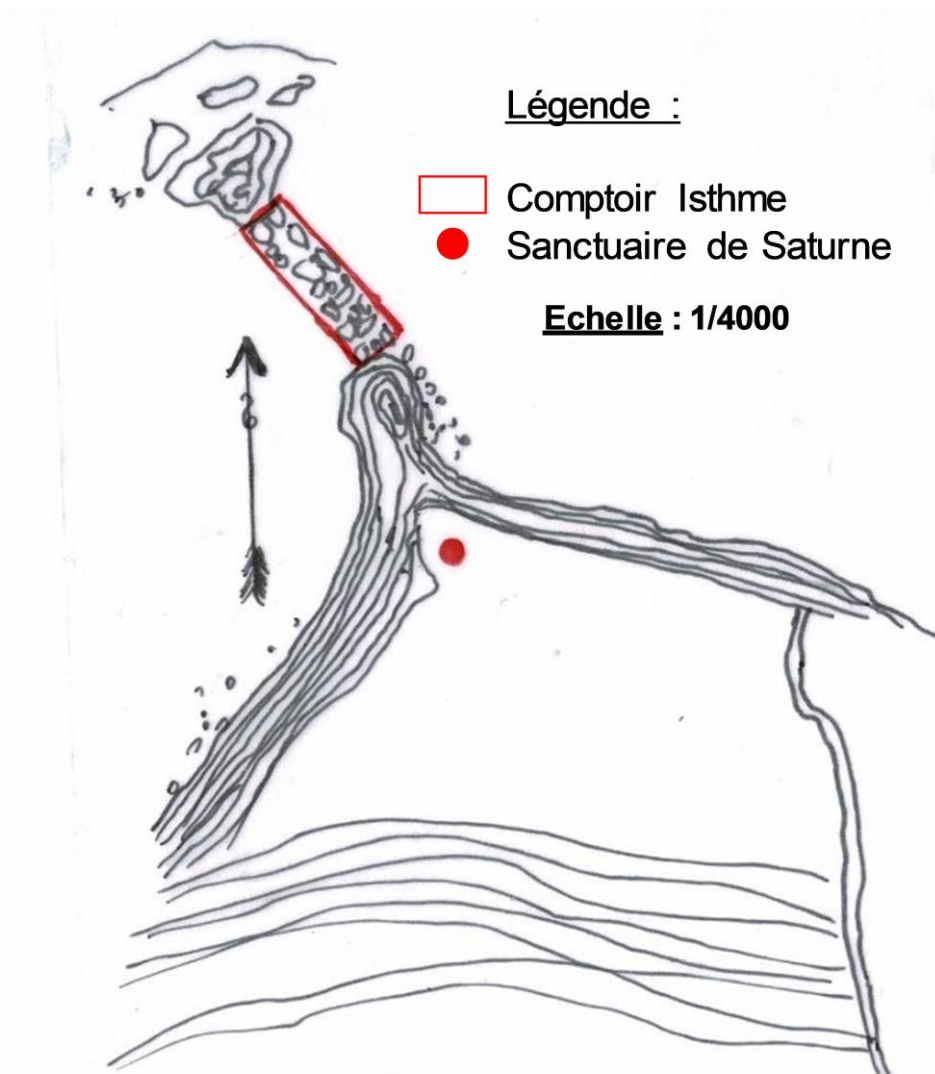 Légende :
Comptoir Isthme
Sanctuaire de Saturne
Echelle : 1/4000